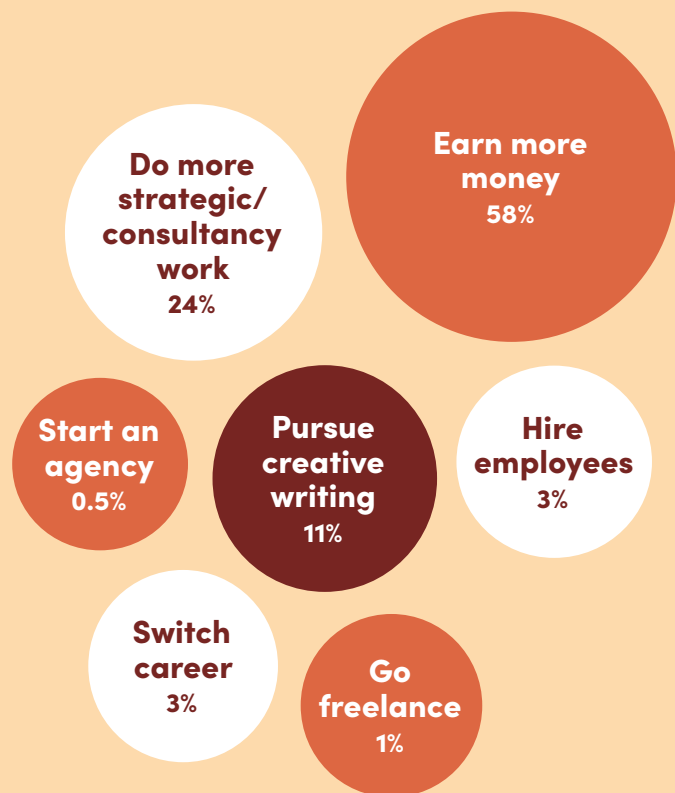 Earn more
money
58%
Do more
strategic/
consultancy
work
24%
Start an
agency
0.5%
Pursue
creative
writing
11%
Hire
employees
3%
Switch
career
3%
Go
freelance
1%